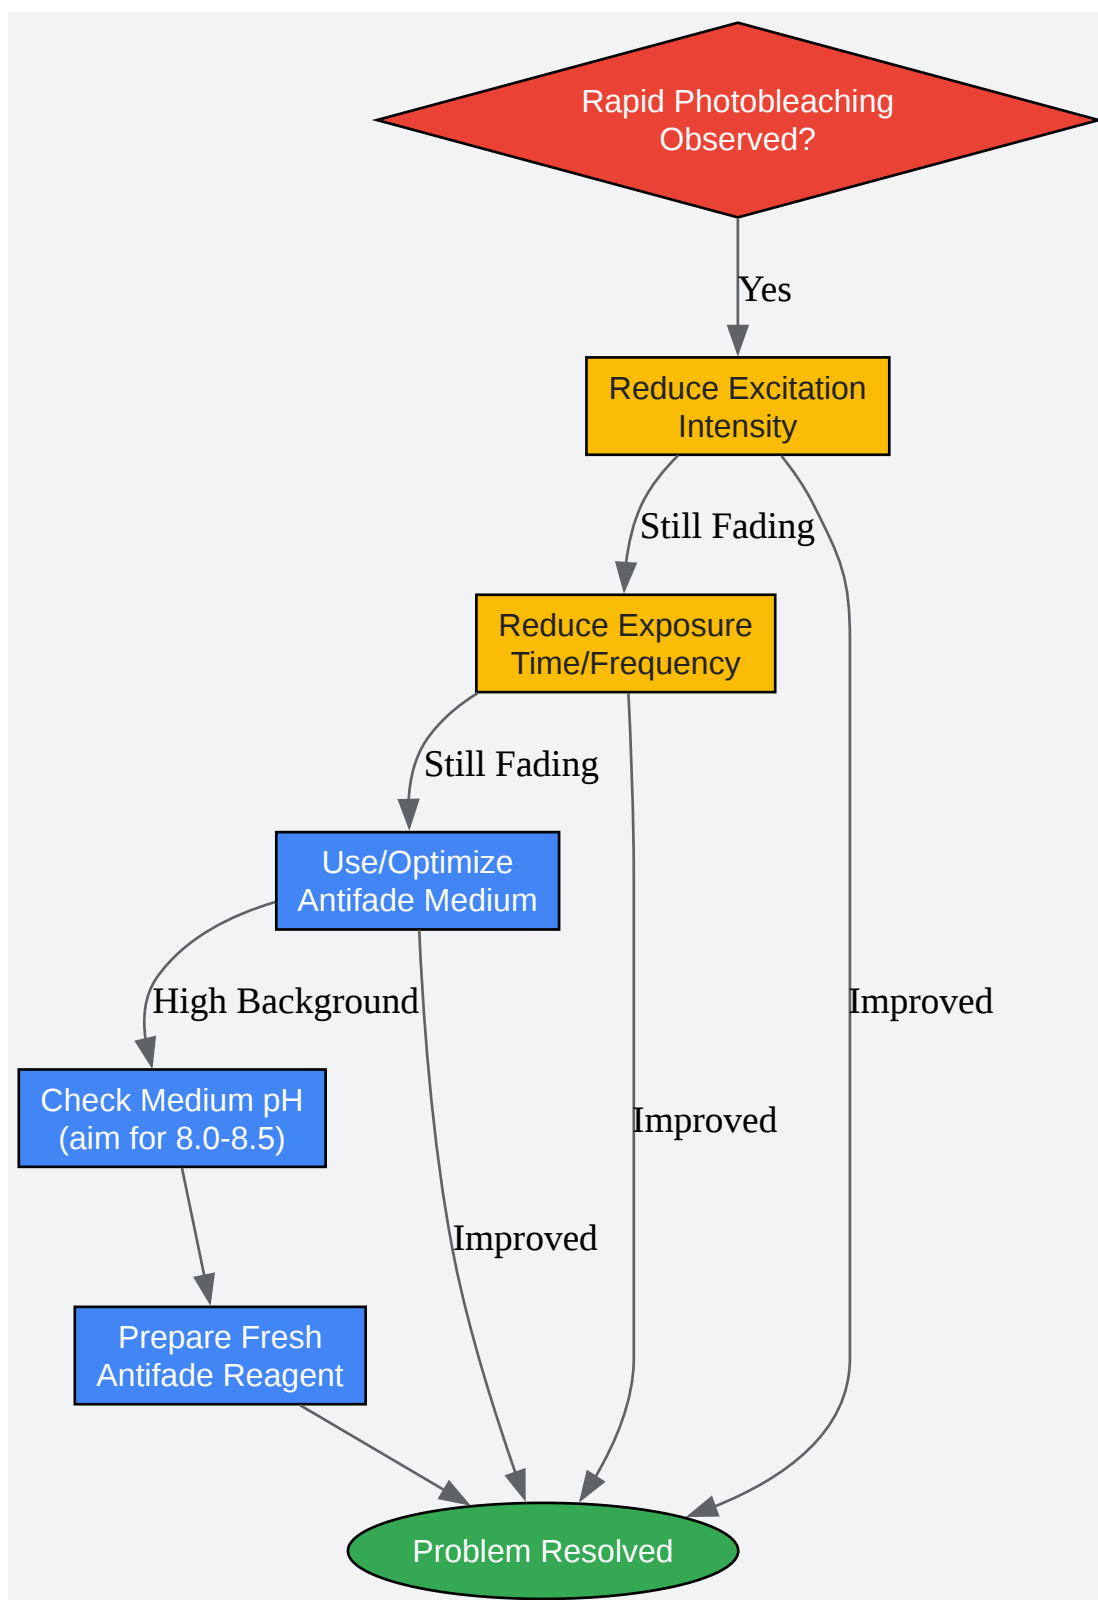 Rapid Photobleaching
Observed?
Yes
Reduce Excitation
Intensity
Still Fading
Reduce Exposure
Time/Frequency
Still Fading
Use/Optimize
Antifade Medium
High Background
Improved
Check Medium pH
(aim for 8.0-8.5)
Improved
Improved
Prepare Fresh
Antifade Reagent
Problem Resolved